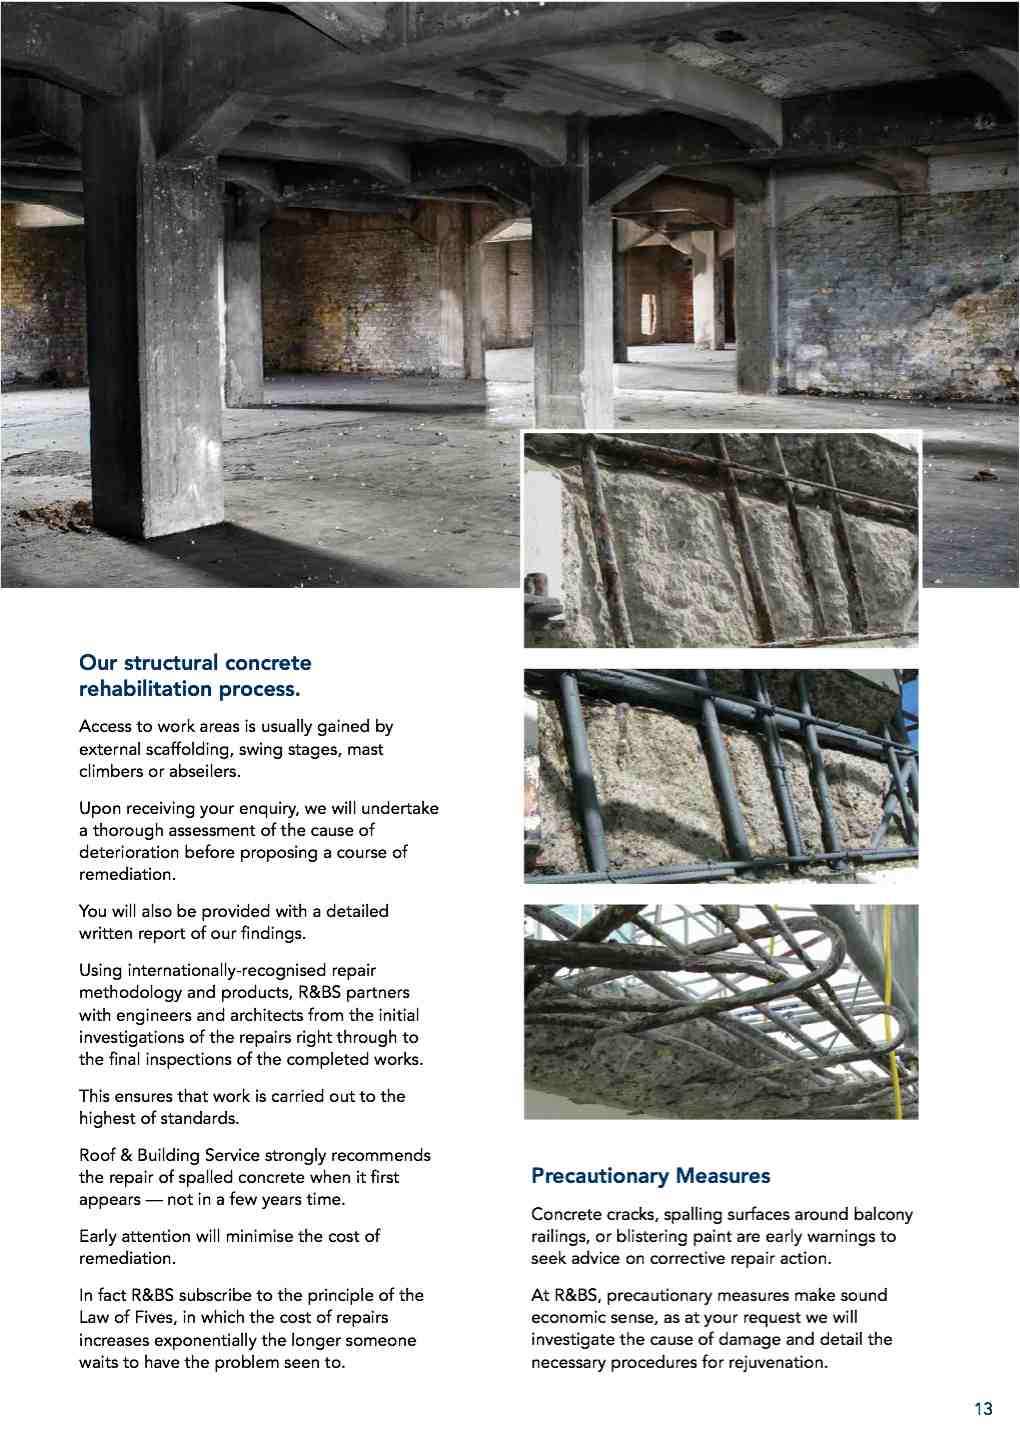 Our structural concrete
rehabilitation process.
Access to work areas is usually gained by
external scaffolding, swing stages, mast
climbers or abseilers.
Upon receiving your enquiry, we will undertake
a thorough assessment of the cause of
deterioration before proposing a course of
remediation.
You will also be provided with a detailed
written report of our findings.
Using internationally-recognised repair
methodology and products, R&BS partners
with engineers and architects from the initial
investigations of the repairs right through to
the final inspections of the completed works.
This ensures that work is carried out to the
highest of standards.
Roof & Building Service strongly recommends
the repair of spalled concrete when it first
appears — not in a few years time.
Early attention will minimise the cost of
remediation.
In fact R&BS subscribe to the principle of the
Law of Fives, in which the cost of repairs
increases exponentially the longer someone
waits to have the problem seen to.
Precautionary Measures
Concrete cracks, spalling surfaces around balcony
railings, or blistering paint are early warnings to
seek advice on corrective repair action.
At R&BS, precautionary measures make sound
economic sense, as at your request we will
investigate the cause of damage and detail the
necessary procedures for rejuvenation.
13